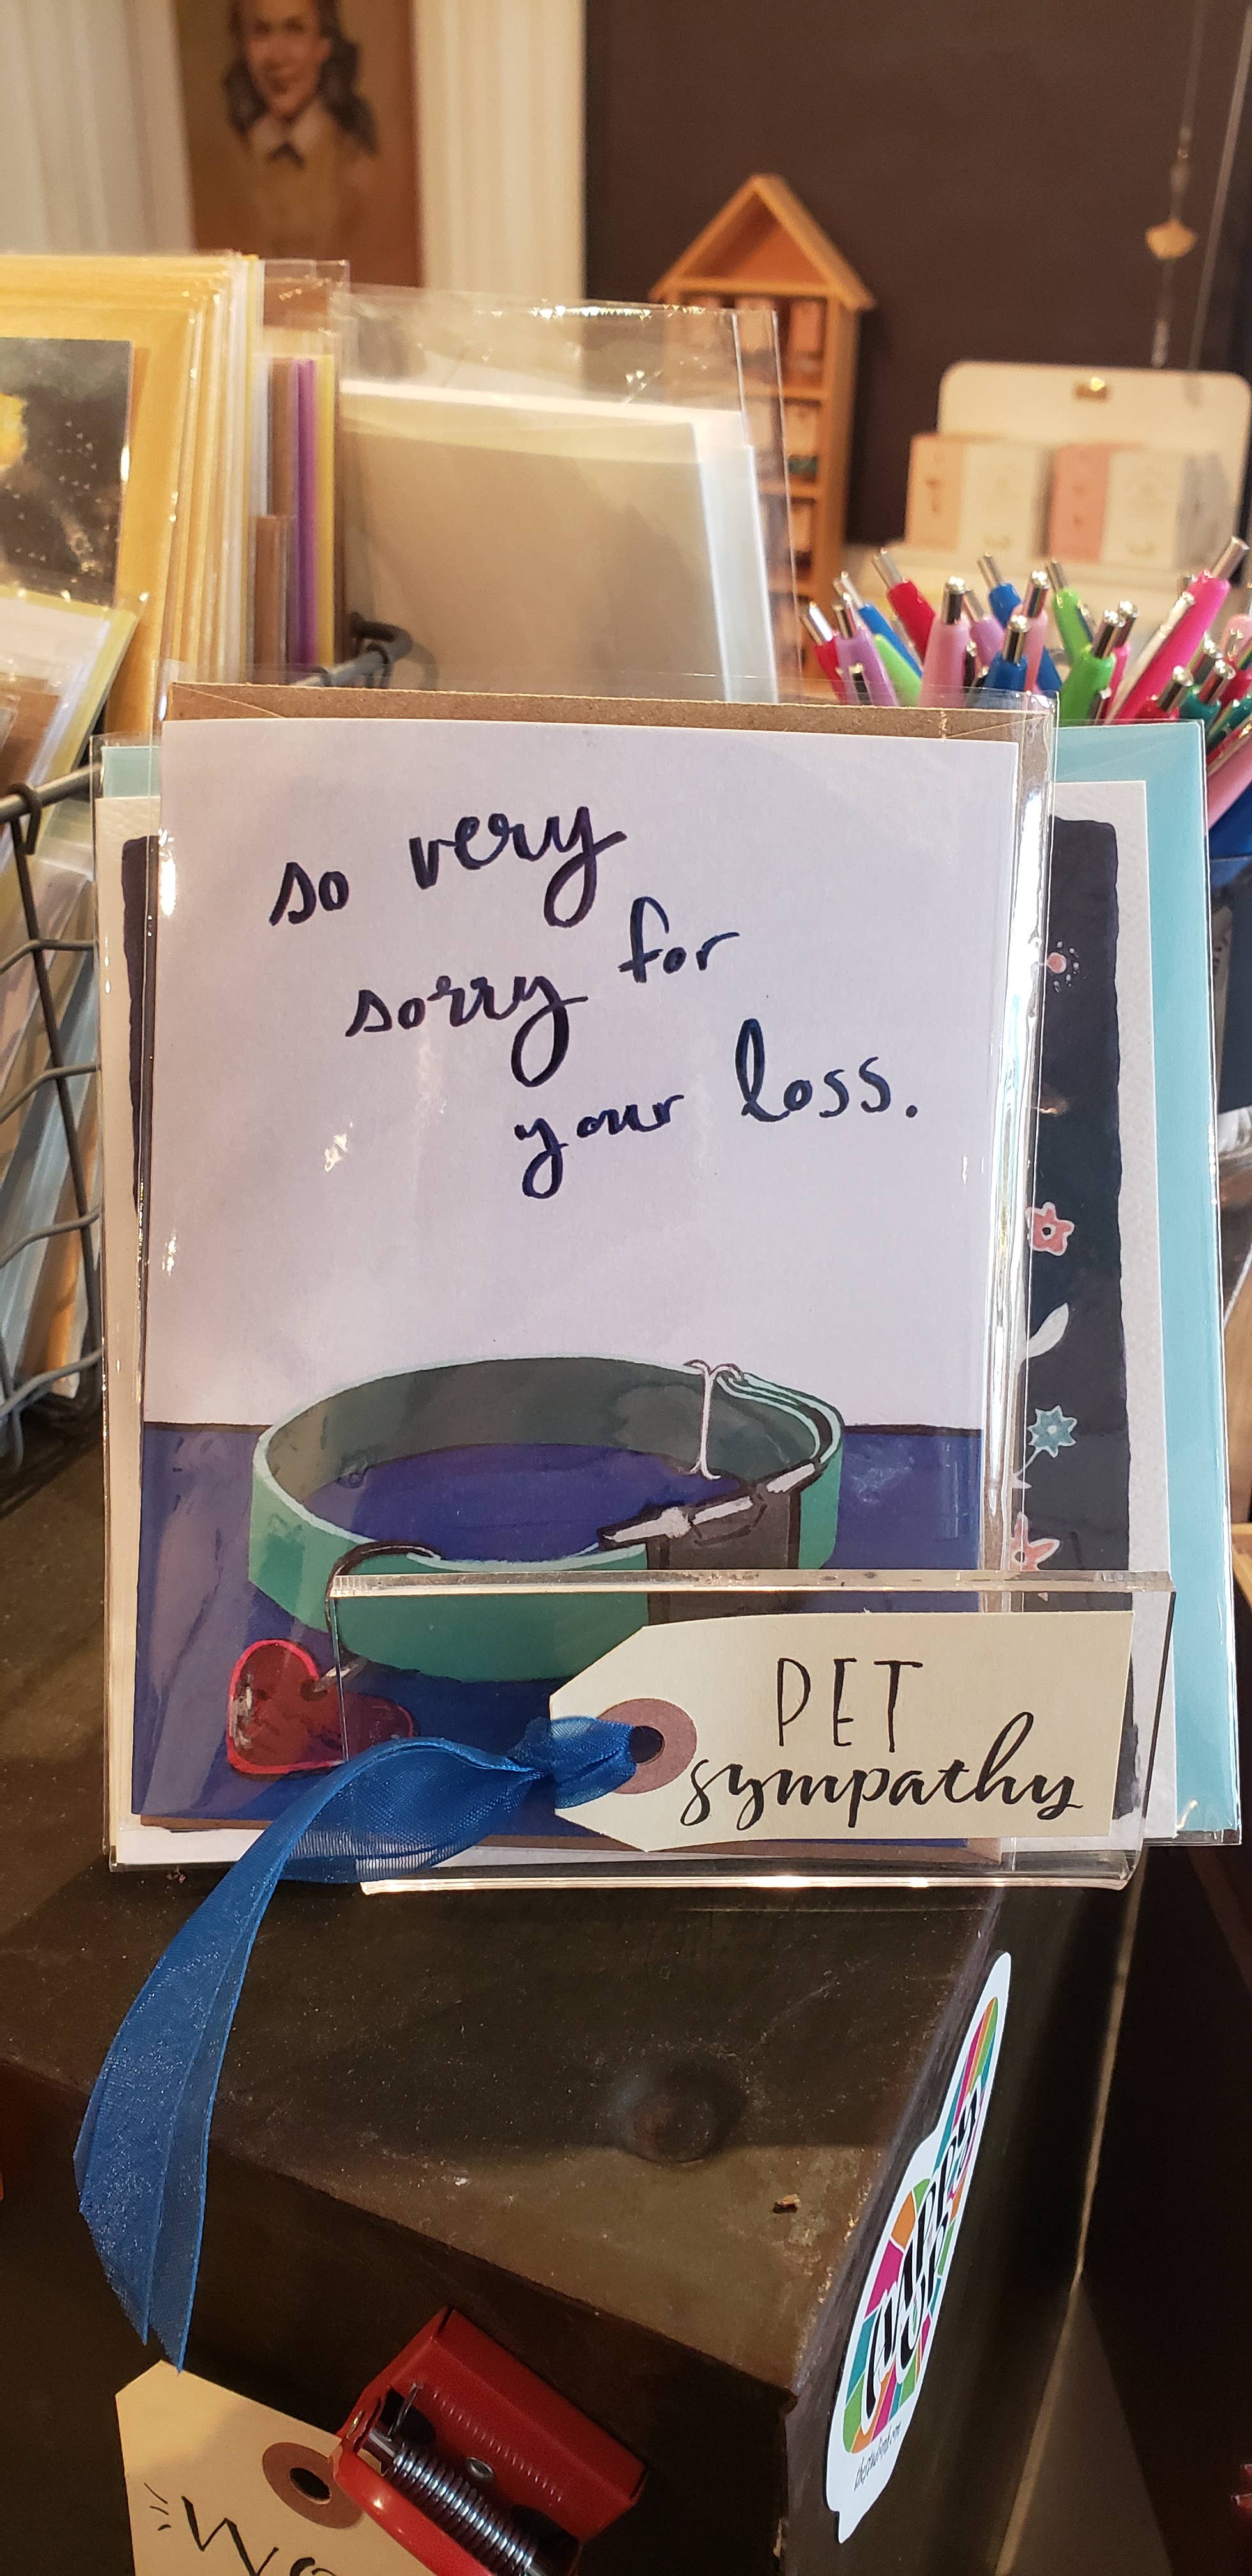 so very
sorry for
your loss.
PET
sympathy